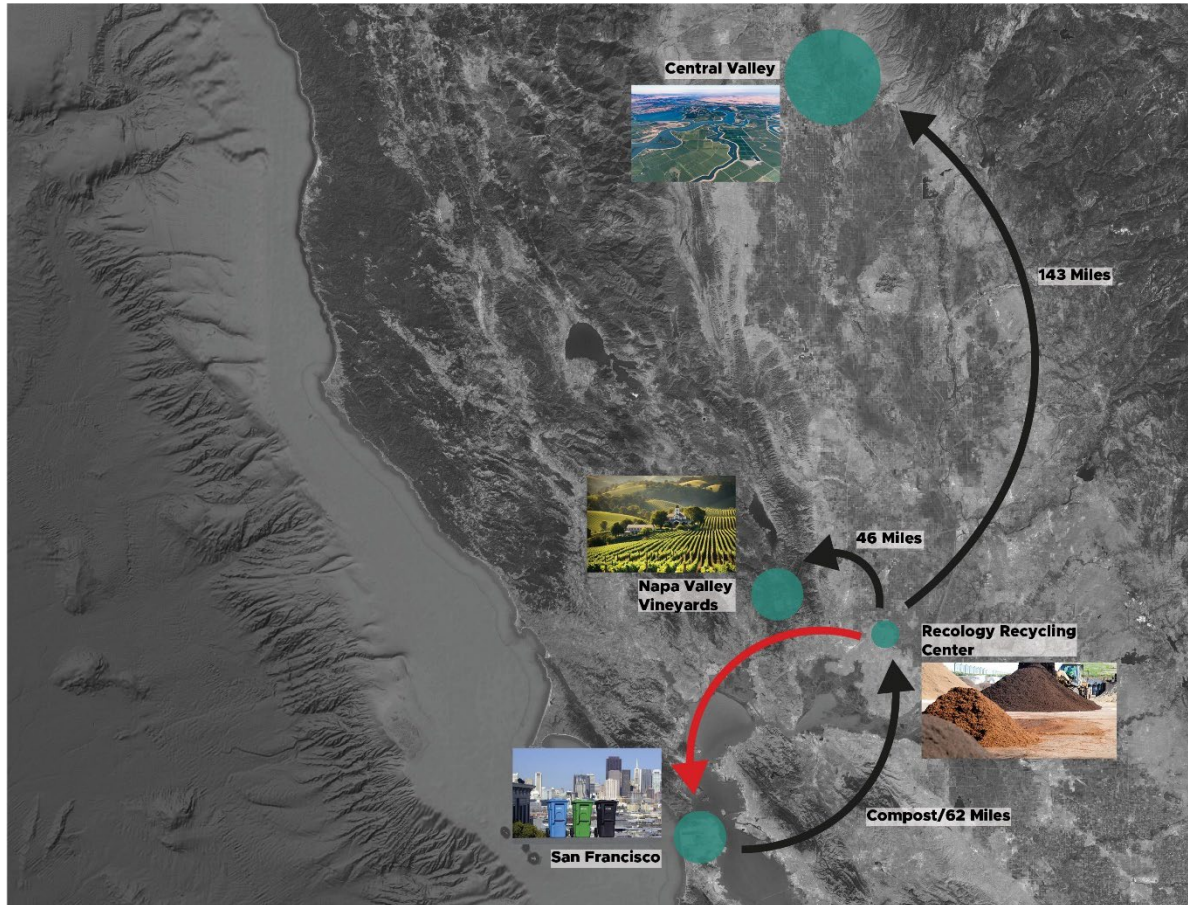 Central Valley
143 Miles
46 Miles
Napa Valley
Vineyards
Recology Recycling
Center
Compost/62 Miles
San Francisco